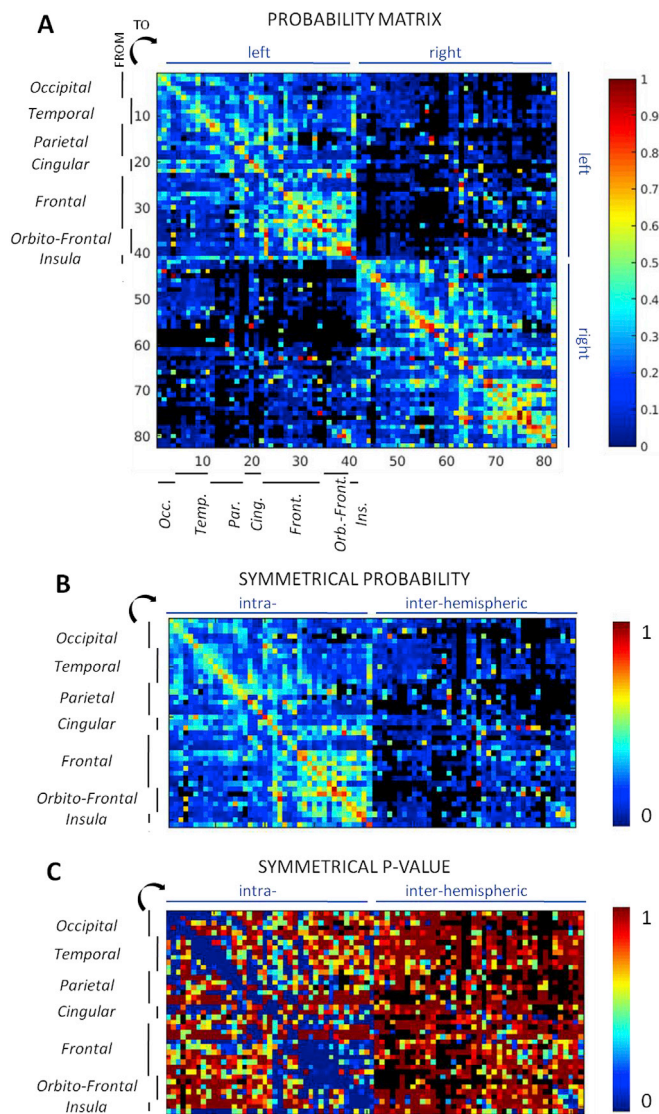 A
PROBABILITY MATRIX
FROM
TO
left
right
Occipital
Temporal
Parietal
Cingular
Frontal
Orbito-Frontal
Insula
10
20
30
40
50
60
70
80
left
right
1
0.9
0.8
0.7
0.6
0.5
0.4
0.3
0.2
0.1
0
10
20
30
40
50
60
70
80
Occ.
Temp.
Par.
Cing.
Front.
Orb.-Front.
Ins.
B
SYMMETRICAL PROBABILITY
intra-
inter-hemispheric
Occipital
Temporal
Parietal
Cingular
Frontal
Orbito-Frontal
Insula
1
0
C
SYMMETRICAL P-VALUE
intra-
inter-hemispheric
Occipital
Temporal
Parietal
Cingular
Frontal
Orbito-Frontal
Insula
1
0